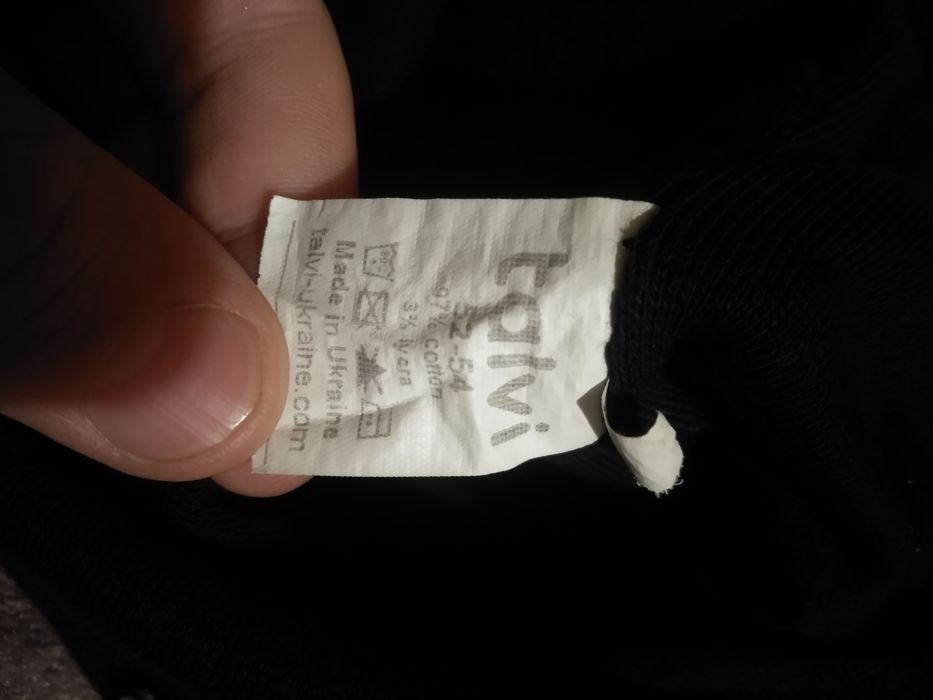 talvi
52-54
97% cotton
3% lycra
Made in Ukraine
talvi-ukraine.com